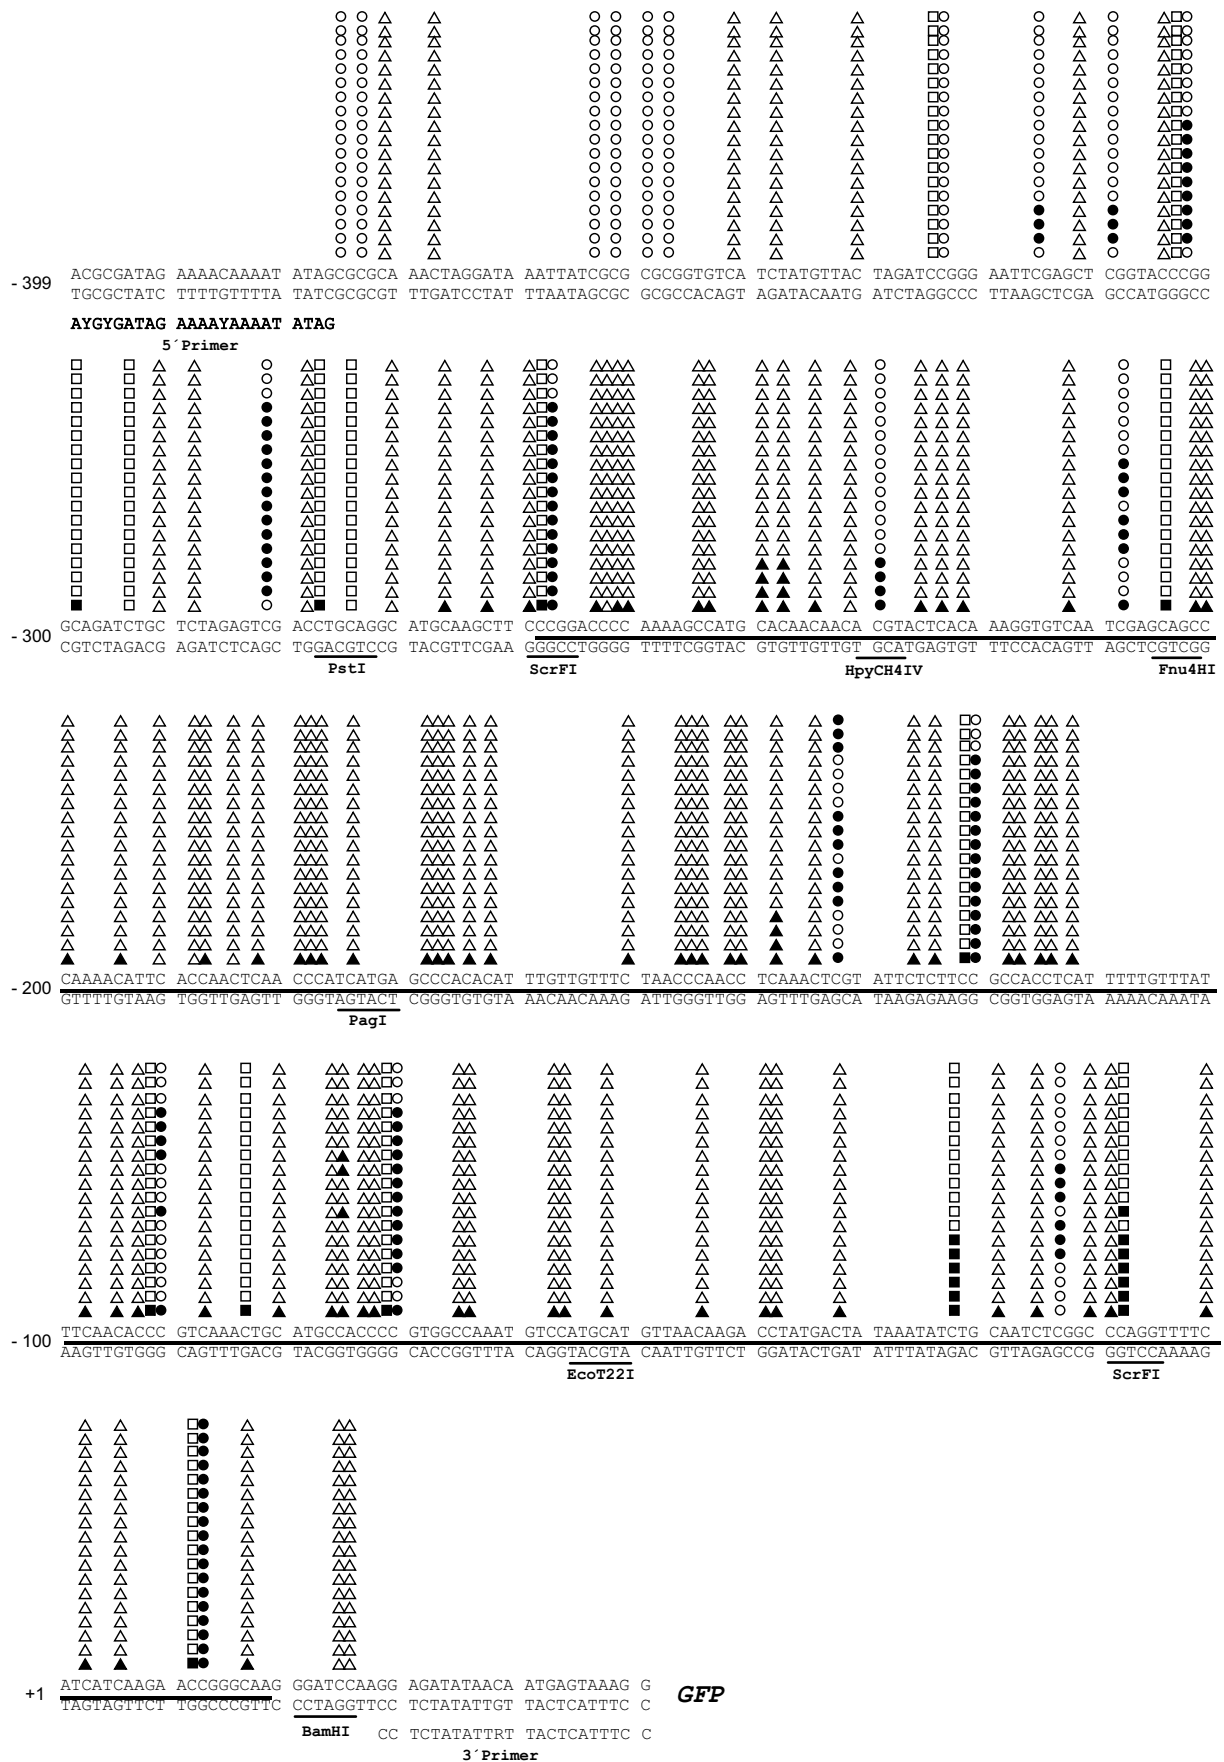 ACGCGATAG AAAACAAAAT ATAGCGCGCA AACTAGGATA AATTATCGCG CGCGGTGTCA TCTATGTTAC TAGATCCGGG AATTCGAGCT CGGTACCCGG
- 399
TGCGCTATC TTTTGTTTTA TATCGCGCGT TTGATCCTAT TTAATAGCGC GCGCCACAGT AGATACAATG ATCTAGGCCC TTAAGCTCGA GCCATGGGCC
AYGYGATAG AAAAYAAAAT ATAG
5´Primer
GCAGATCTGC TCTAGAGTCG ACCTGCAGGC ATGCAAGCTTC CCGGACCCC AAAAGCCATG CACAACAACA CGTACTCACA AAGGTGTCAA TCGAGCAGCC
- 300
CGTCTAGACG AGATCTCAGCT GGACGTCCG TACGTTCGAA GGGCCTGGGG TTTTCGGTAC GTGTTGTTGT GCATGAGTGT TTCCACAGTT AGCTCGTCGG
PstI ScrFI HpyCH4IV Fnu4HI
CAAAACATTC ACCAACTCAA CCCATCATGA GCCCACACAT TTGTTGTTTC TAACCCAACC TCAAACTCGT ATTCTCTTCC GCCACCTCAT TTTTGTTTAT
- 200
GTTTTGTAAG TGGTTGAGTT GGGTAGTACT CGGGTGTGTA AACAACAAAG ATTGGGTTGG AGTTTGAGCA TAAGAGAAGG CGGTGGAGTA AAAACAAATA
PagI
TTCAACACCC GTCAAACTGC ATGCCACCCC GTGGCCAAAT GTCCATGCAT GTTAACAAGA CCTATGACTA TAAATATCTG CAATCTCGGC CCAGGTTTTC
- 100
AAGTTGTGGG CAGTTTGACG TACGGTGGGG CACCGGTTTA CAGGTACGTA CAATTGTTCT GGATACTGAT ATTTATAGAC GTTAGAGCCG GGTCCAAAAG
EcoT22I ScrFI
ATCATCAAGA ACCGGGCAAG GGATCCAAGG AGATATAACA ATGAGTAAAG G
+1 GFP
TAGTAGTTCT TGGCCCGTTC CCTAGGTTCC TCTATATTGT TACTCATTTC C
BamHI CC TCTATATTRT TACTCATTTC C
3´Primer